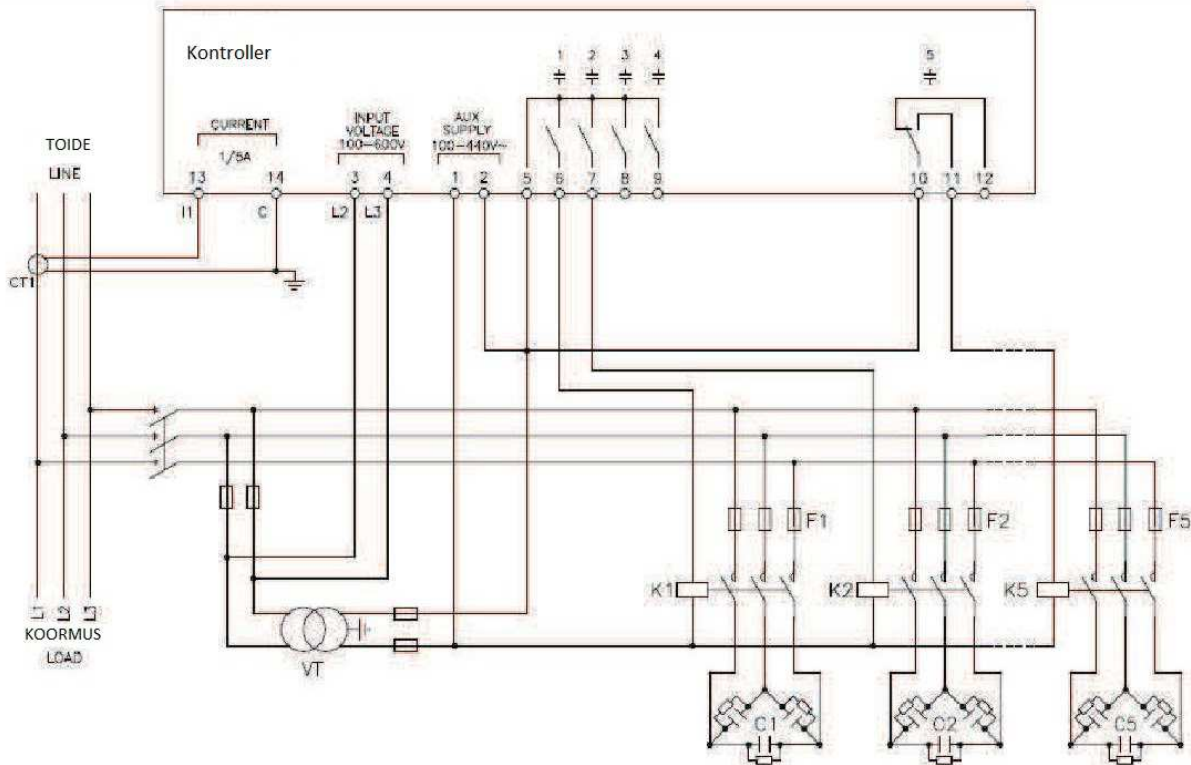 Kontroller
1 2 3 4
5
CURRENT
1/5A
INPUT
VOLTAGE
100-600V
AUX
SUPPLY
100-440V~
TOIDE
LINE
13 14 3 4 1 2 5 6 7 8 9 10 11 12
I1 C L2 L3
CT1
F1 F2 F5
K1 K2 K5
L1 L2 L3
KOORMUS
LOAD
VT
C1 C2 C5